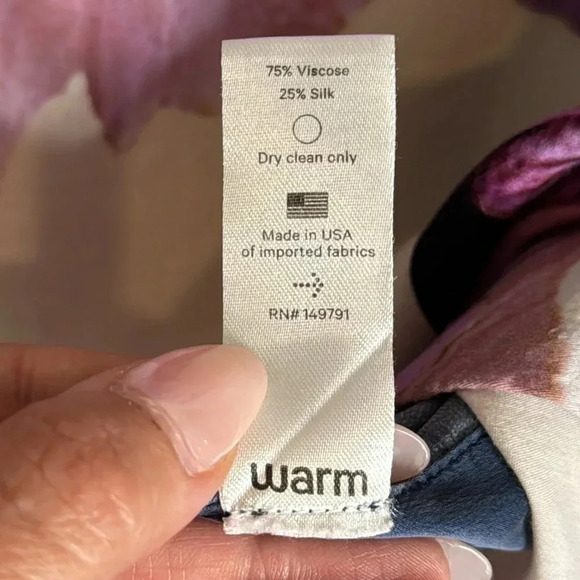 75% Viscose
25% Silk
Dry clean only
Made in USA
of imported fabrics
RN# 149791
warm